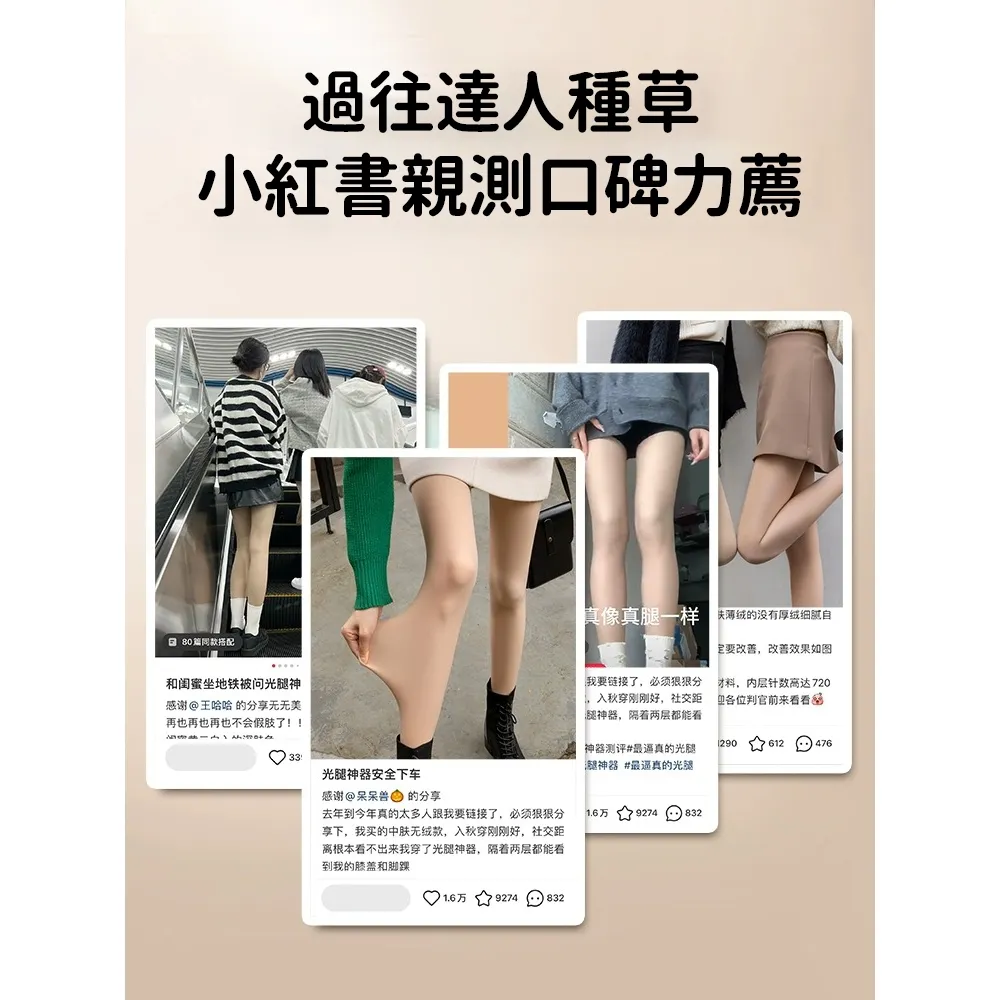 過往達人種草
小紅書親測口碑力薦
80篇同款搭配
和闺蜜坐地铁被问光腿神
感谢@王哈哈 的分享无无美
再也再也再也不会假肢了！！
33
光腿神器安全下车
感谢@呆呆兽🎃 的分享
去年到今年真的太多人跟我要链接了，必须狠狠分
享下，我买的中肤无绒款，入秋穿刚刚好，社交距
离根本看不出来我穿了光腿神器，隔着两层都能看
到我的膝盖和脚踝
1.6万 9274 832
真像真腿一样
我要链接了，必须狠狠分
，入秋穿刚刚好，社交距
腿神器，隔着两层都能看
神器测评#最逼真的光腿
腿神器 #最逼真的光腿
1.6万 9274 832
薄绒的没有厚绒细腻自
定要改善，改善效果如图
材料，内层针数高达720
迎各位判官前来看看
1290 612 476